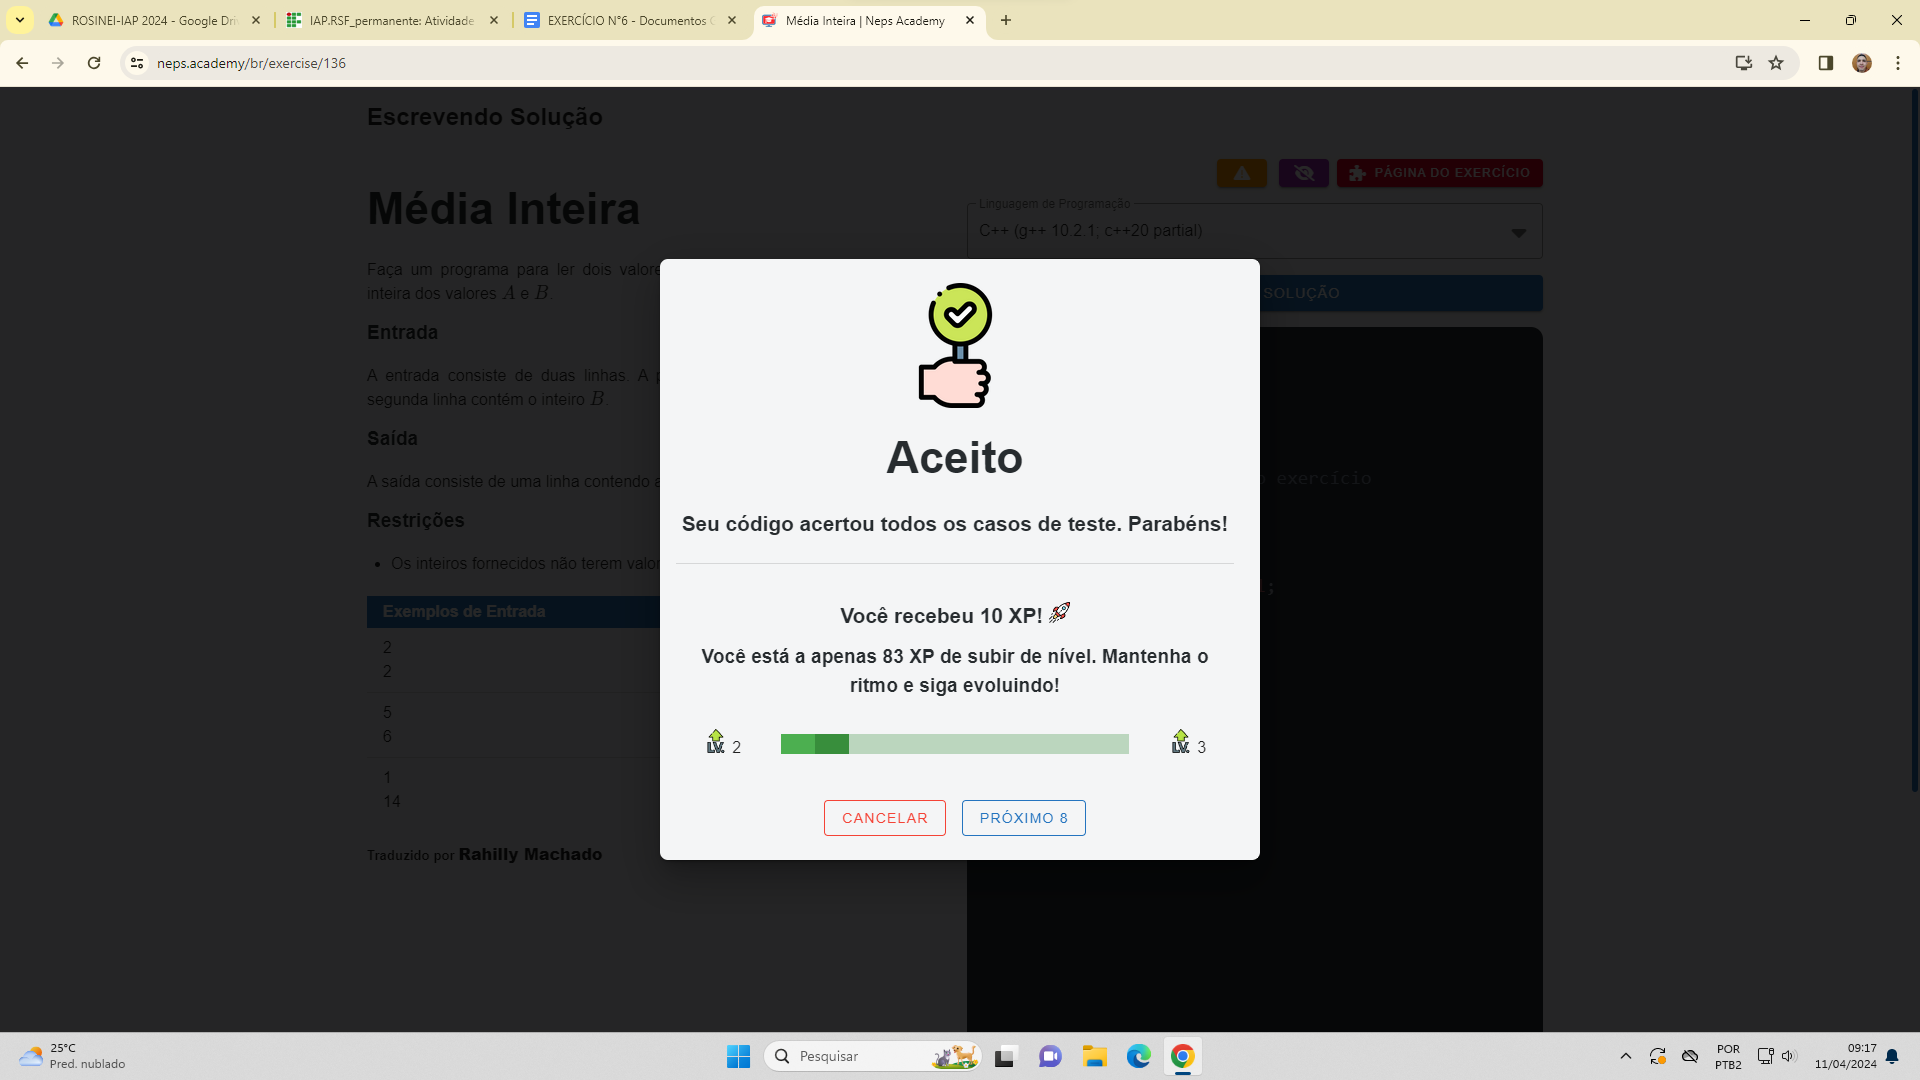 ROSINEI-IAP 2024 - Google Dri
IAP.RSF_permanente: Atividade
EXERCÍCIO N°6 - Documentos G
Média Inteira | Neps Academy
neps.academy/br/exercise/136
Escrevendo Solução
PÁGINA DO EXERCÍCIO
Média Inteira
Linguagem de Programação
C++ (g++ 10.2.1; c++20 partial)
Faça um programa para ler dois valore
inteira dos valores A e B
SOLUÇÃO
Entrada
A entrada consiste de duas linhas. A p
segunda linha contém o inteiro B
Saída
A saída consiste de uma linha contendo a
o exercício
Restrições
Os inteiros fornecidos não terem valor
Exemplos de Entrada
2
2
5
6
1
14
Traduzido por Rahilly Machado
Aceito
Seu código acertou todos os casos de teste. Parabéns!
Você recebeu 10 XP!
Você está a apenas 83 XP de subir de nível. Mantenha o
ritmo e siga evoluindo!
LV. 2
LV. 3
CANCELAR
PRÓXIMO 8
25°C
Pred. nublado
Pesquisar
POR
PTB2
09:17
11/04/2024